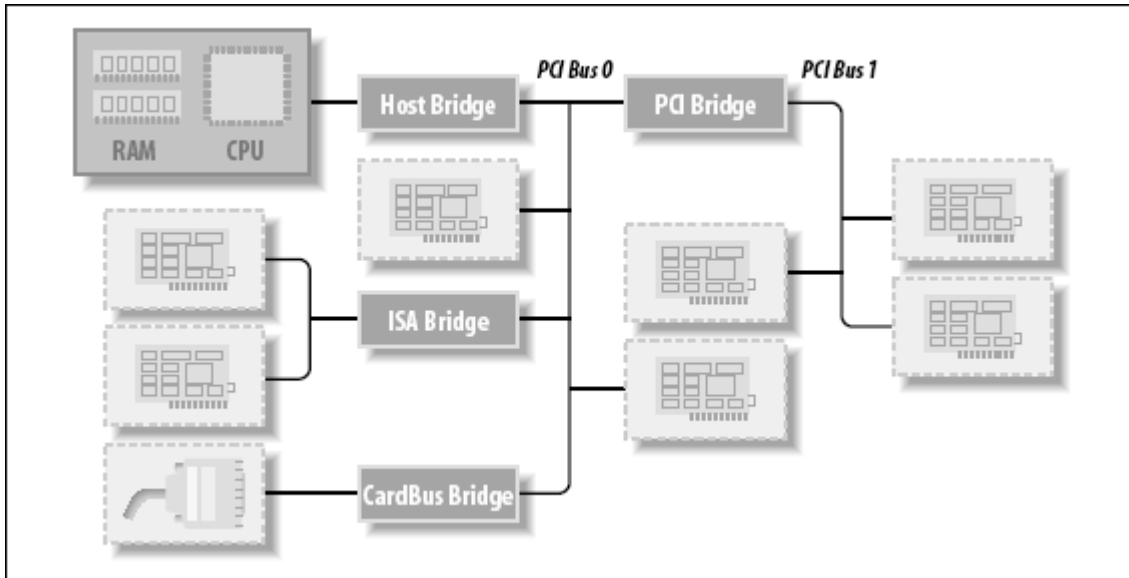 PCI Bus 0
PCI Bus 1
Host Bridge
PCI Bridge
RAM
CPU
ISA Bridge
CardBus Bridge